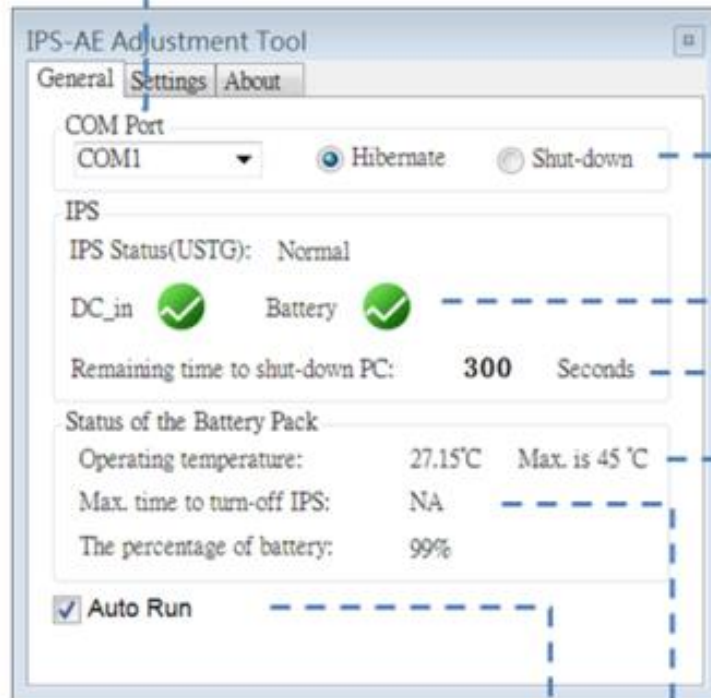 IPS-AE Adjustment Tool
General Settings About
COM Port
COM1 Hibernate Shut-down
IPS
IPS Status(USTG): Normal
DC_in Battery
Remaining time to shut-down PC: 300 Seconds
Status of the Battery Pack
Operating temperature: 27.15℃ Max. is 45 ℃
Max. time to turn-off IPS: NA
The percentage of battery: 99%
Auto Run